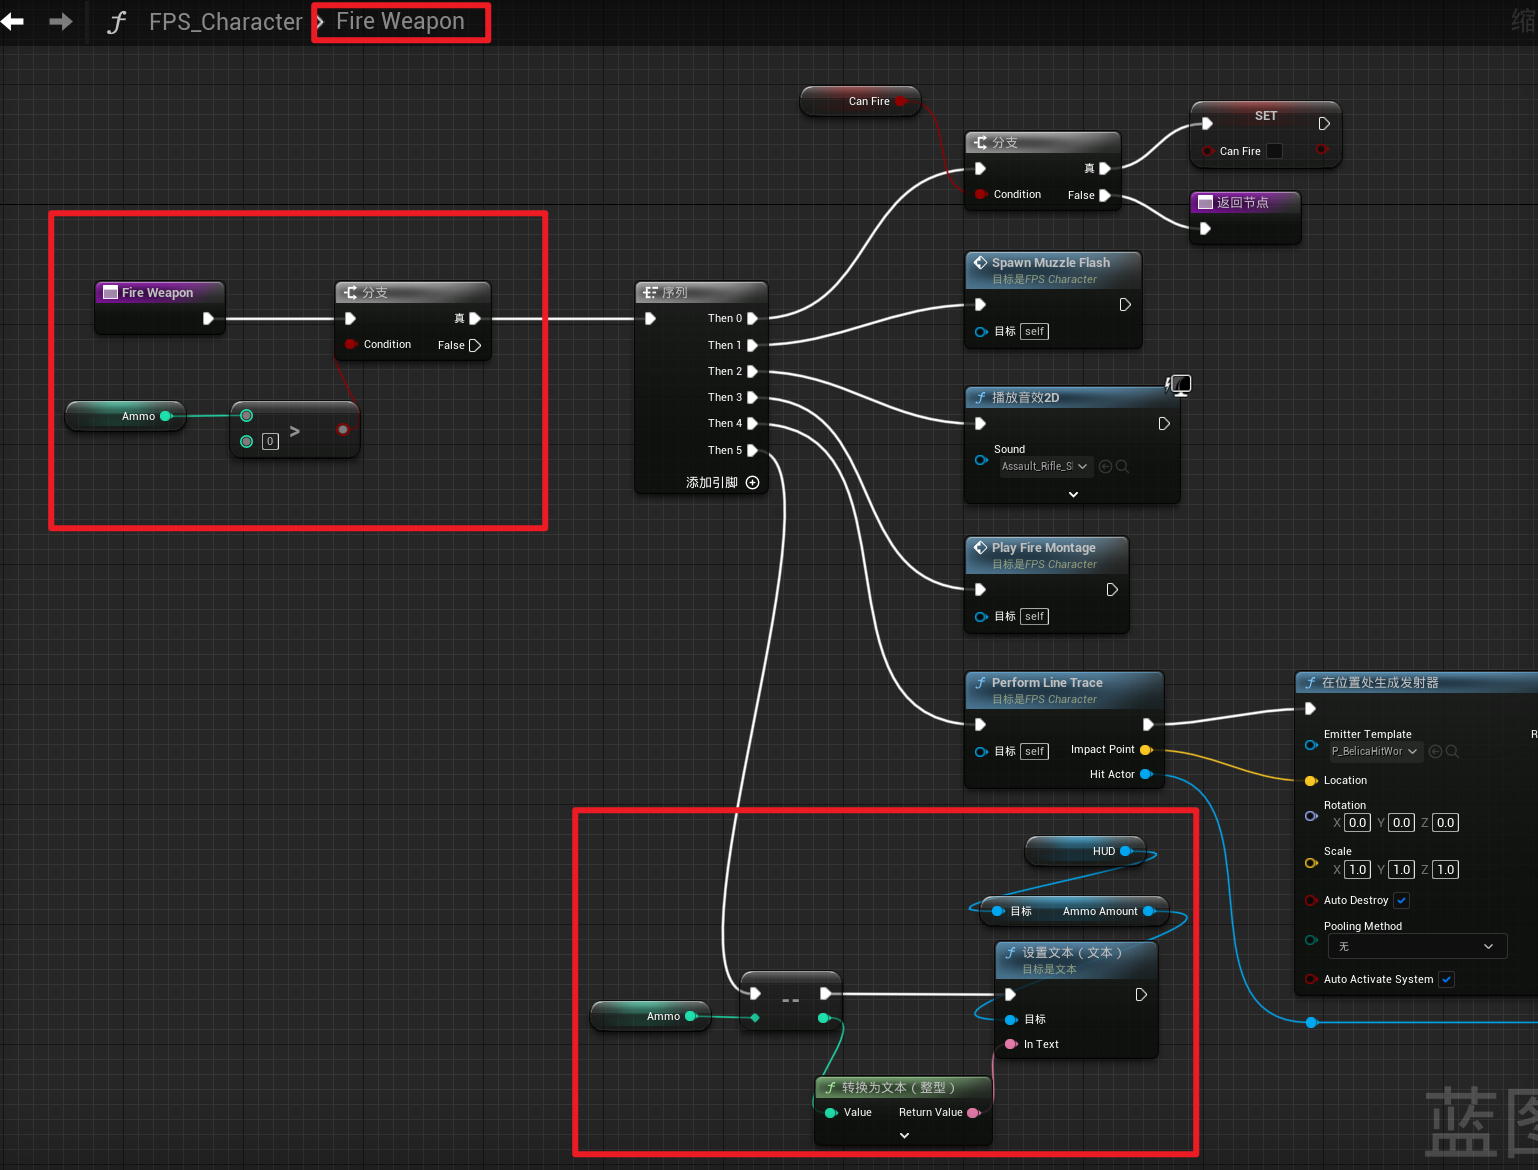 FPS_Character › Fire Weapon
缩
Can Fire
SET
Can Fire
分支
真
Condition
False
返回节点
Fire Weapon
分支
真
Condition
False
Ammo
0
>
序列
Then 0
Then 1
Then 2
Then 3
Then 4
Then 5
添加引脚
Spawn Muzzle Flash
目标是FPS Character
目标 self
播放音效2D
Sound
Assault_Rifle_S
Play Fire Montage
目标是FPS Character
目标 self
Perform Line Trace
目标是FPS Character
目标 self
Impact Point
Hit Actor
在位置处生成发射器
Emitter Template
P_BelicaHitWor
R
Location
Rotation
X 0.0 Y 0.0 Z 0.0
Scale
X 1.0 Y 1.0 Z 1.0
Auto Destroy
Pooling Method
无
Auto Activate System
HUD
目标 Ammo Amount
设置文本（文本）
目标是文本
目标
In Text
Ammo
--
转换为文本（整型）
Value Return Value
蓝图